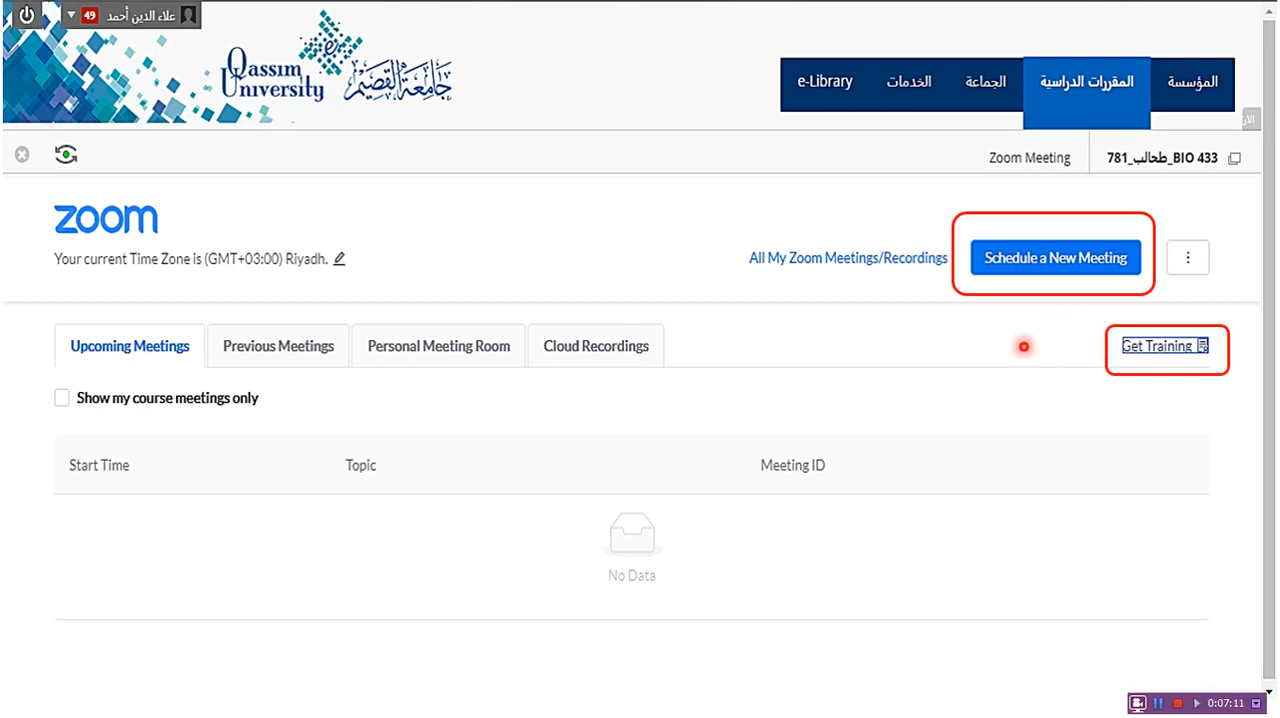 علاء الدين أحمد 49
Qassim University
جامعة القصيم
المؤسسة
المقررات الدراسية
الجماعة
الخدمات
e-Library
781_طحالب_BIO 433
Zoom Meeting
zoom
Your current Time Zone is (GMT+03:00) Riyadh.
All My Zoom Meetings/Recordings
Schedule a New Meeting
Upcoming Meetings
Previous Meetings
Personal Meeting Room
Cloud Recordings
Get Training
Show my course meetings only
Start Time
Topic
Meeting ID
No Data
0:07:11